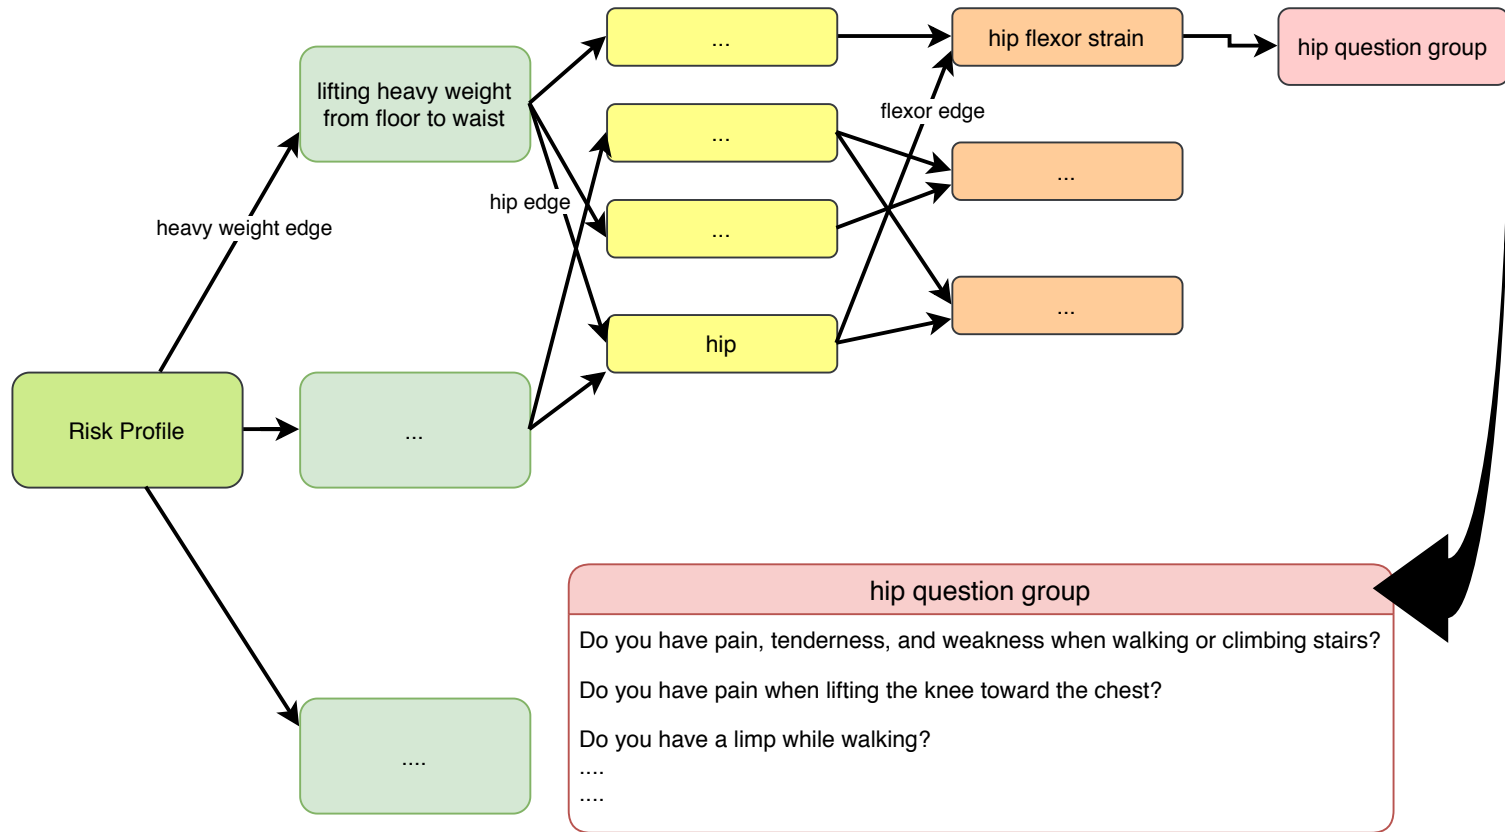 ...
hip flexor strain
hip question group
lifting heavy weight
from floor to waist
flexor edge
...
...
hip edge
...
heavy weight edge
...
hip
Risk Profile
...
hip question group
Do you have pain, tenderness, and weakness when walking or climbing stairs?
Do you have pain when lifting the knee toward the chest?
Do you have a limp while walking?
....
....
....